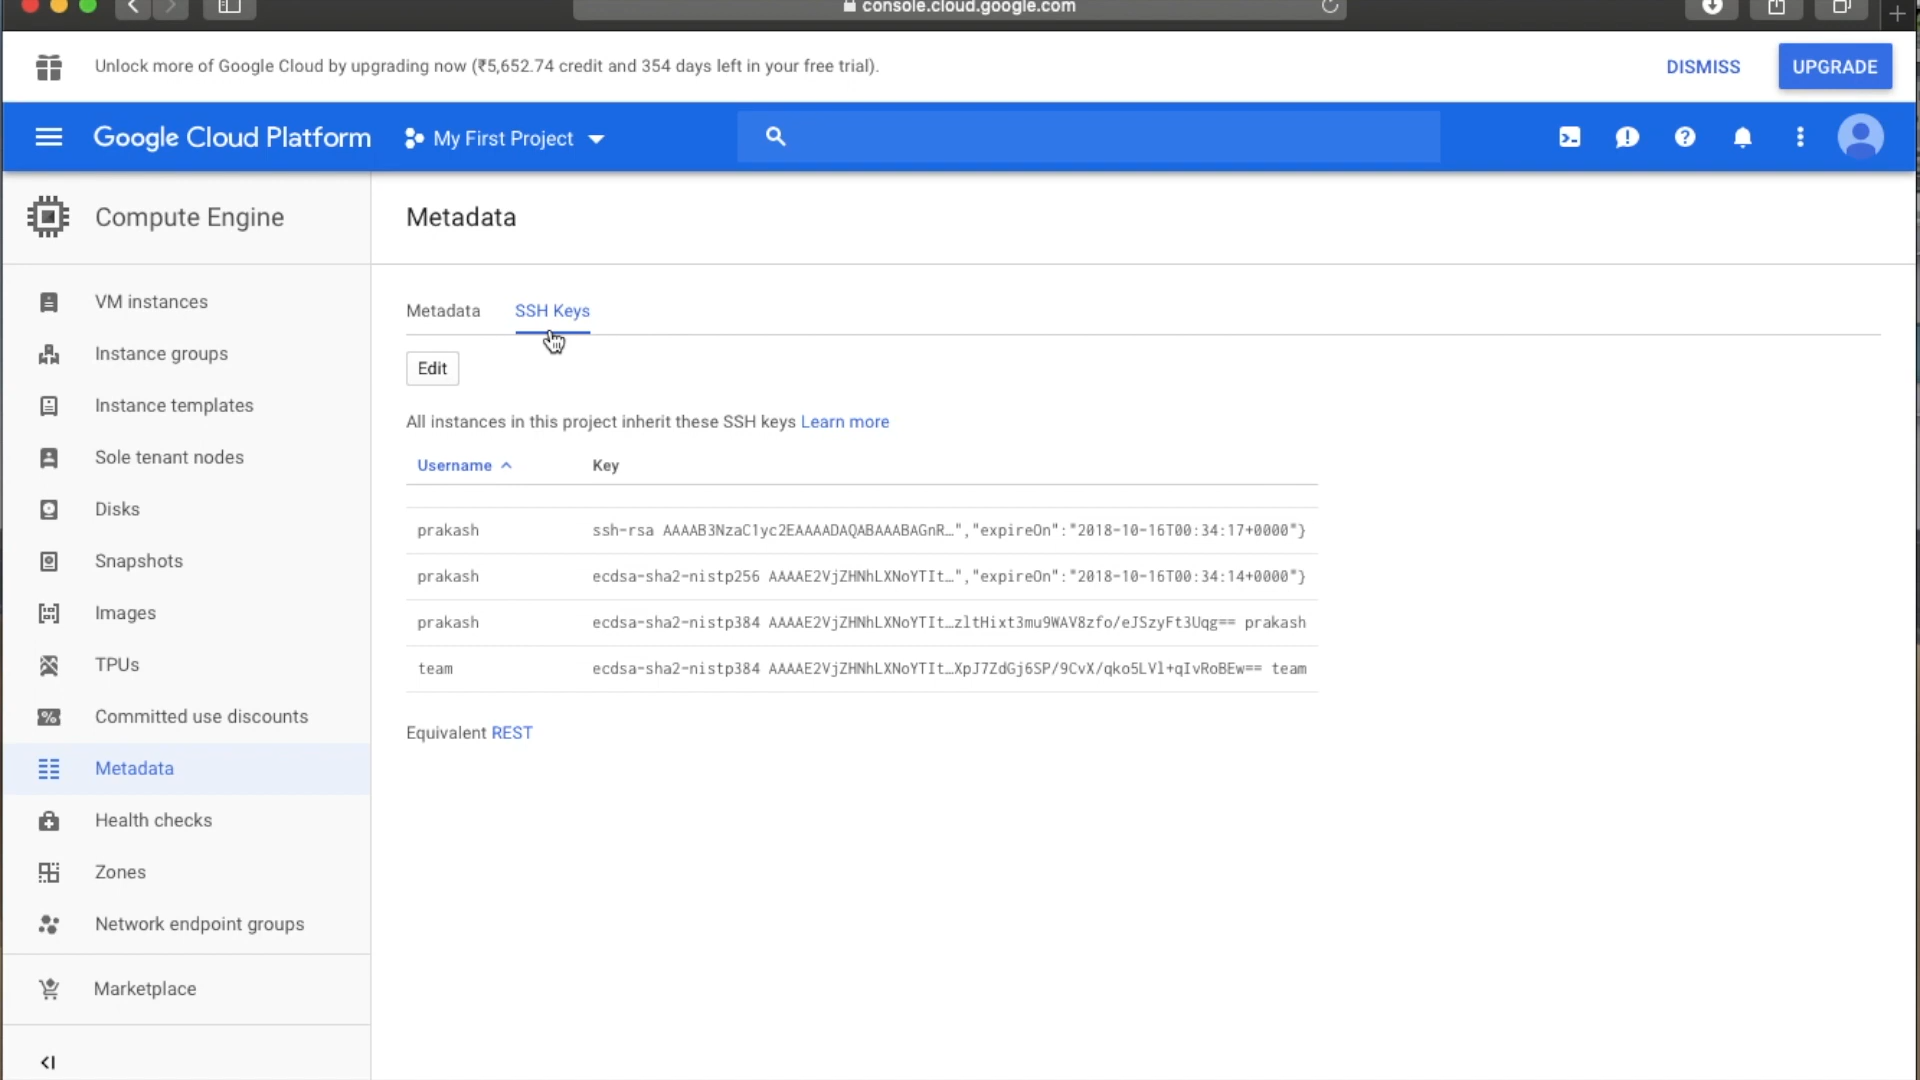 console.cloud.google.com
Unlock more of Google Cloud by upgrading now (₹5,652.74 credit and 354 days left in your free trial).
DISMISS
UPGRADE
Google Cloud Platform
My First Project
Compute Engine
Metadata
VM instances
Instance groups
Instance templates
Sole tenant nodes
Disks
Snapshots
Images
TPUs
Committed use discounts
Metadata
Health checks
Zones
Network endpoint groups
Marketplace
Metadata
SSH Keys
Edit
All instances in this project inherit these SSH keys Learn more
Username
Key
prakash
ssh-rsa AAAAB3NzaC1yc2EAAAADAQABAAABAGnR…","expireOn":"2018-10-16T00:34:17+0000"}
prakash
ecdsa-sha2-nistp256 AAAAE2VjZHNhLXNoYTIt…","expireOn":"2018-10-16T00:34:14+0000"}
prakash
ecdsa-sha2-nistp384 AAAAE2VjZHNhLXNoYTIt…zltHixt3mu9WAV8zfo/eJSzyFt3Uqg== prakash
team
ecdsa-sha2-nistp384 AAAAE2VjZHNhLXNoYTIt…XpJ7ZdGj6SP/9CvX/qko5LVl+qIvRoBEw== team
Equivalent REST